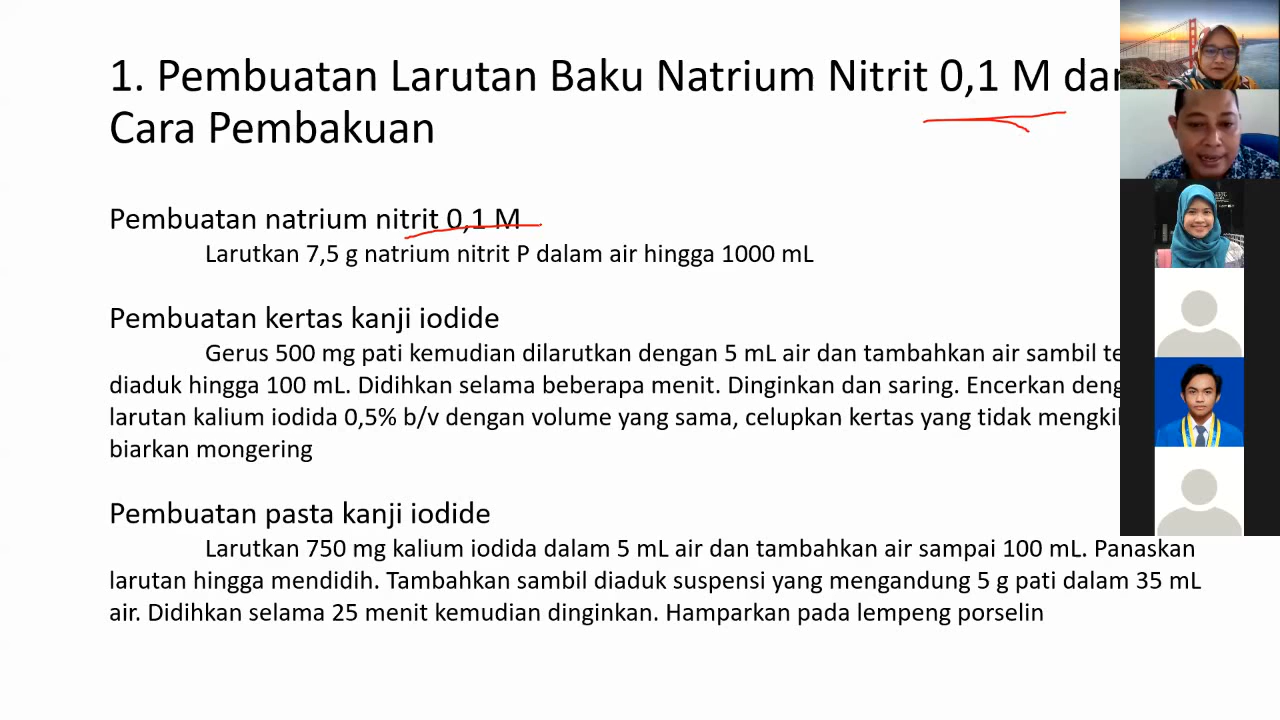 1. Pembuatan Larutan Baku Natrium Nitrit 0,1 M dan
Cara Pembakuan
Pembuatan natrium nitrit 0,1 M
Larutkan 7,5 g natrium nitrit P dalam air hingga 1000 mL
Pembuatan kertas kanji iodide
Gerus 500 mg pati kemudian dilarutkan dengan 5 mL air dan tambahkan air sambil
diaduk hingga 100 mL. Didihkan selama beberapa menit. Dinginkan dan saring. Encerkan
larutan kalium iodida 0,5% b/v dengan volume yang sama, celupkan kertas yang tidak
biarkan mongering
Pembuatan pasta kanji iodide
Larutkan 750 mg kalium iodida dalam 5 mL air dan tambahkan air sampai 100 mL. Panaskan
larutan hingga mendidih. Tambahkan sambil diaduk suspensi yang mengandung 5 g pati dalam 35 mL
air. Didihkan selama 25 menit kemudian dinginkan. Hamparkan pada lempeng porselin